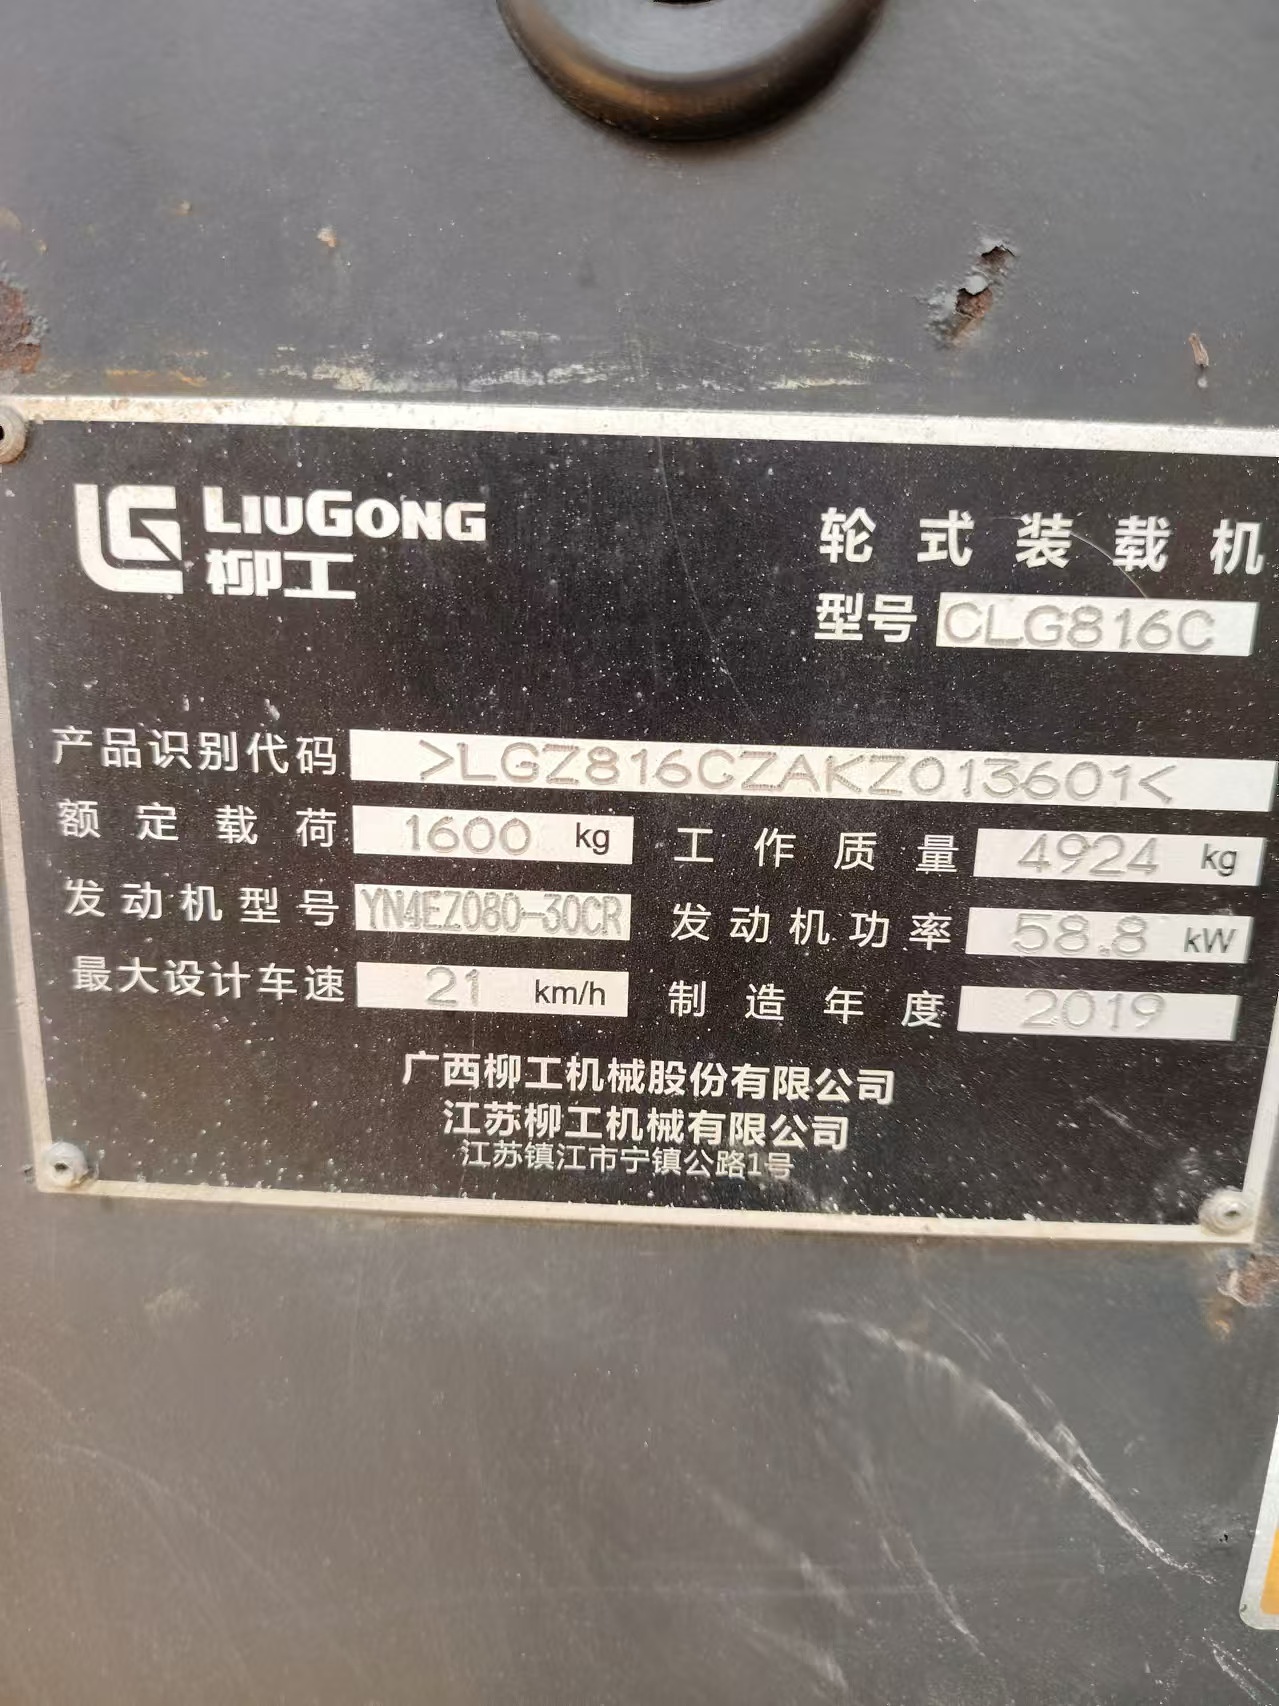 LIUGONG
柳工
轮式装载机
型号 CLG816C
产品识别代码 >LGZ816CZAKZ013601<
额定载荷 1600 kg 工作质量 4924 kg
发动机型号 YN4EZ080-30CR 发动机功率 58.8 kW
最大设计车速 21 km/h 制造年度 2019
广西柳工机械股份有限公司
江苏柳工机械有限公司
江苏镇江市宁镇公路1号